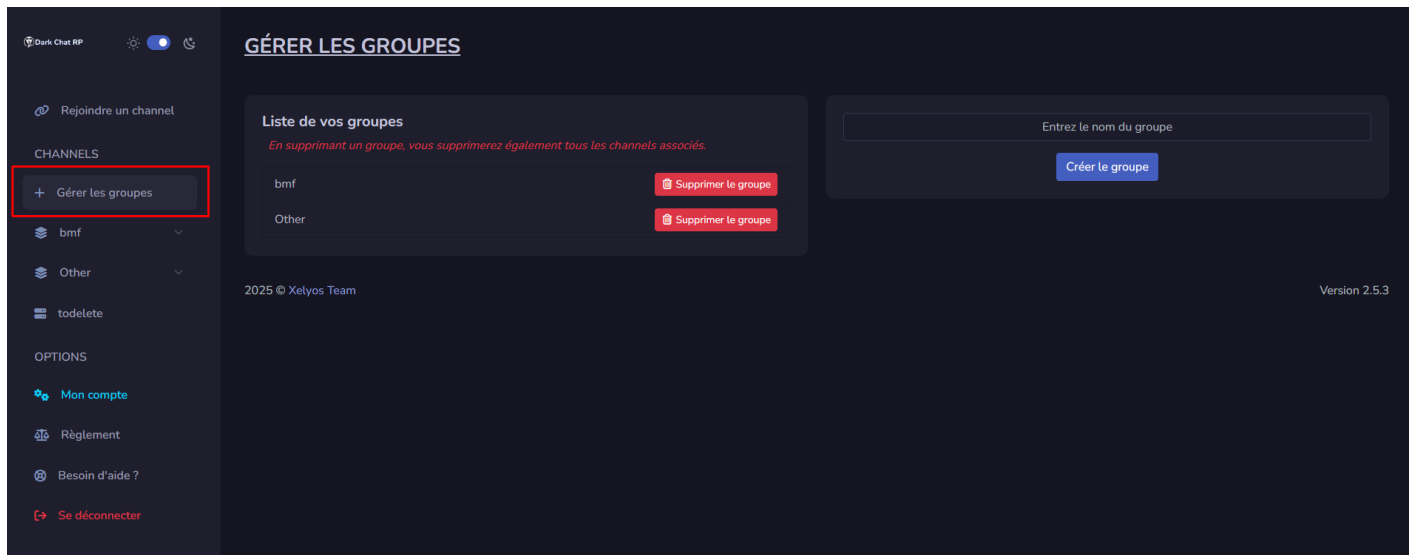 Dark Chat RP
Rejoindre un channel
CHANNELS
Gérer les groupes
bmf
Other
todelete
OPTIONS
Mon compte
Règlement
Besoin d'aide ?
Se déconnecter
GÉRER LES GROUPES
Liste de vos groupes
En supprimant un groupe, vous supprimerez également tous les channels associés.
bmf Supprimer le groupe
Other Supprimer le groupe
Entrez le nom du groupe
Créer le groupe
2025 © Xelyos Team
Version 2.5.3